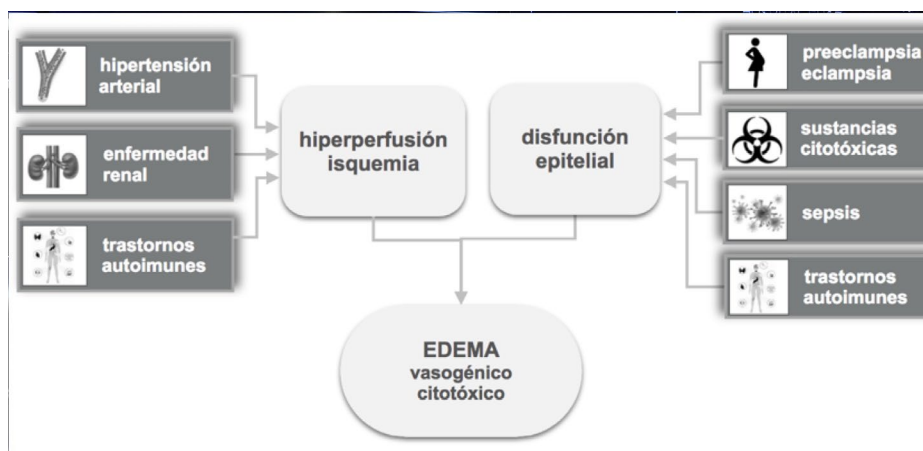 hipertensión
arterial
enfermedad
renal
trastornos
autoimunes
hiperperfusión
isquemia
disfunción
epitelial
preeclampsia
eclampsia
sustancias
citotóxicas
sepsis
trastornos
autoimunes
EDEMA
vasogénico
citotóxico